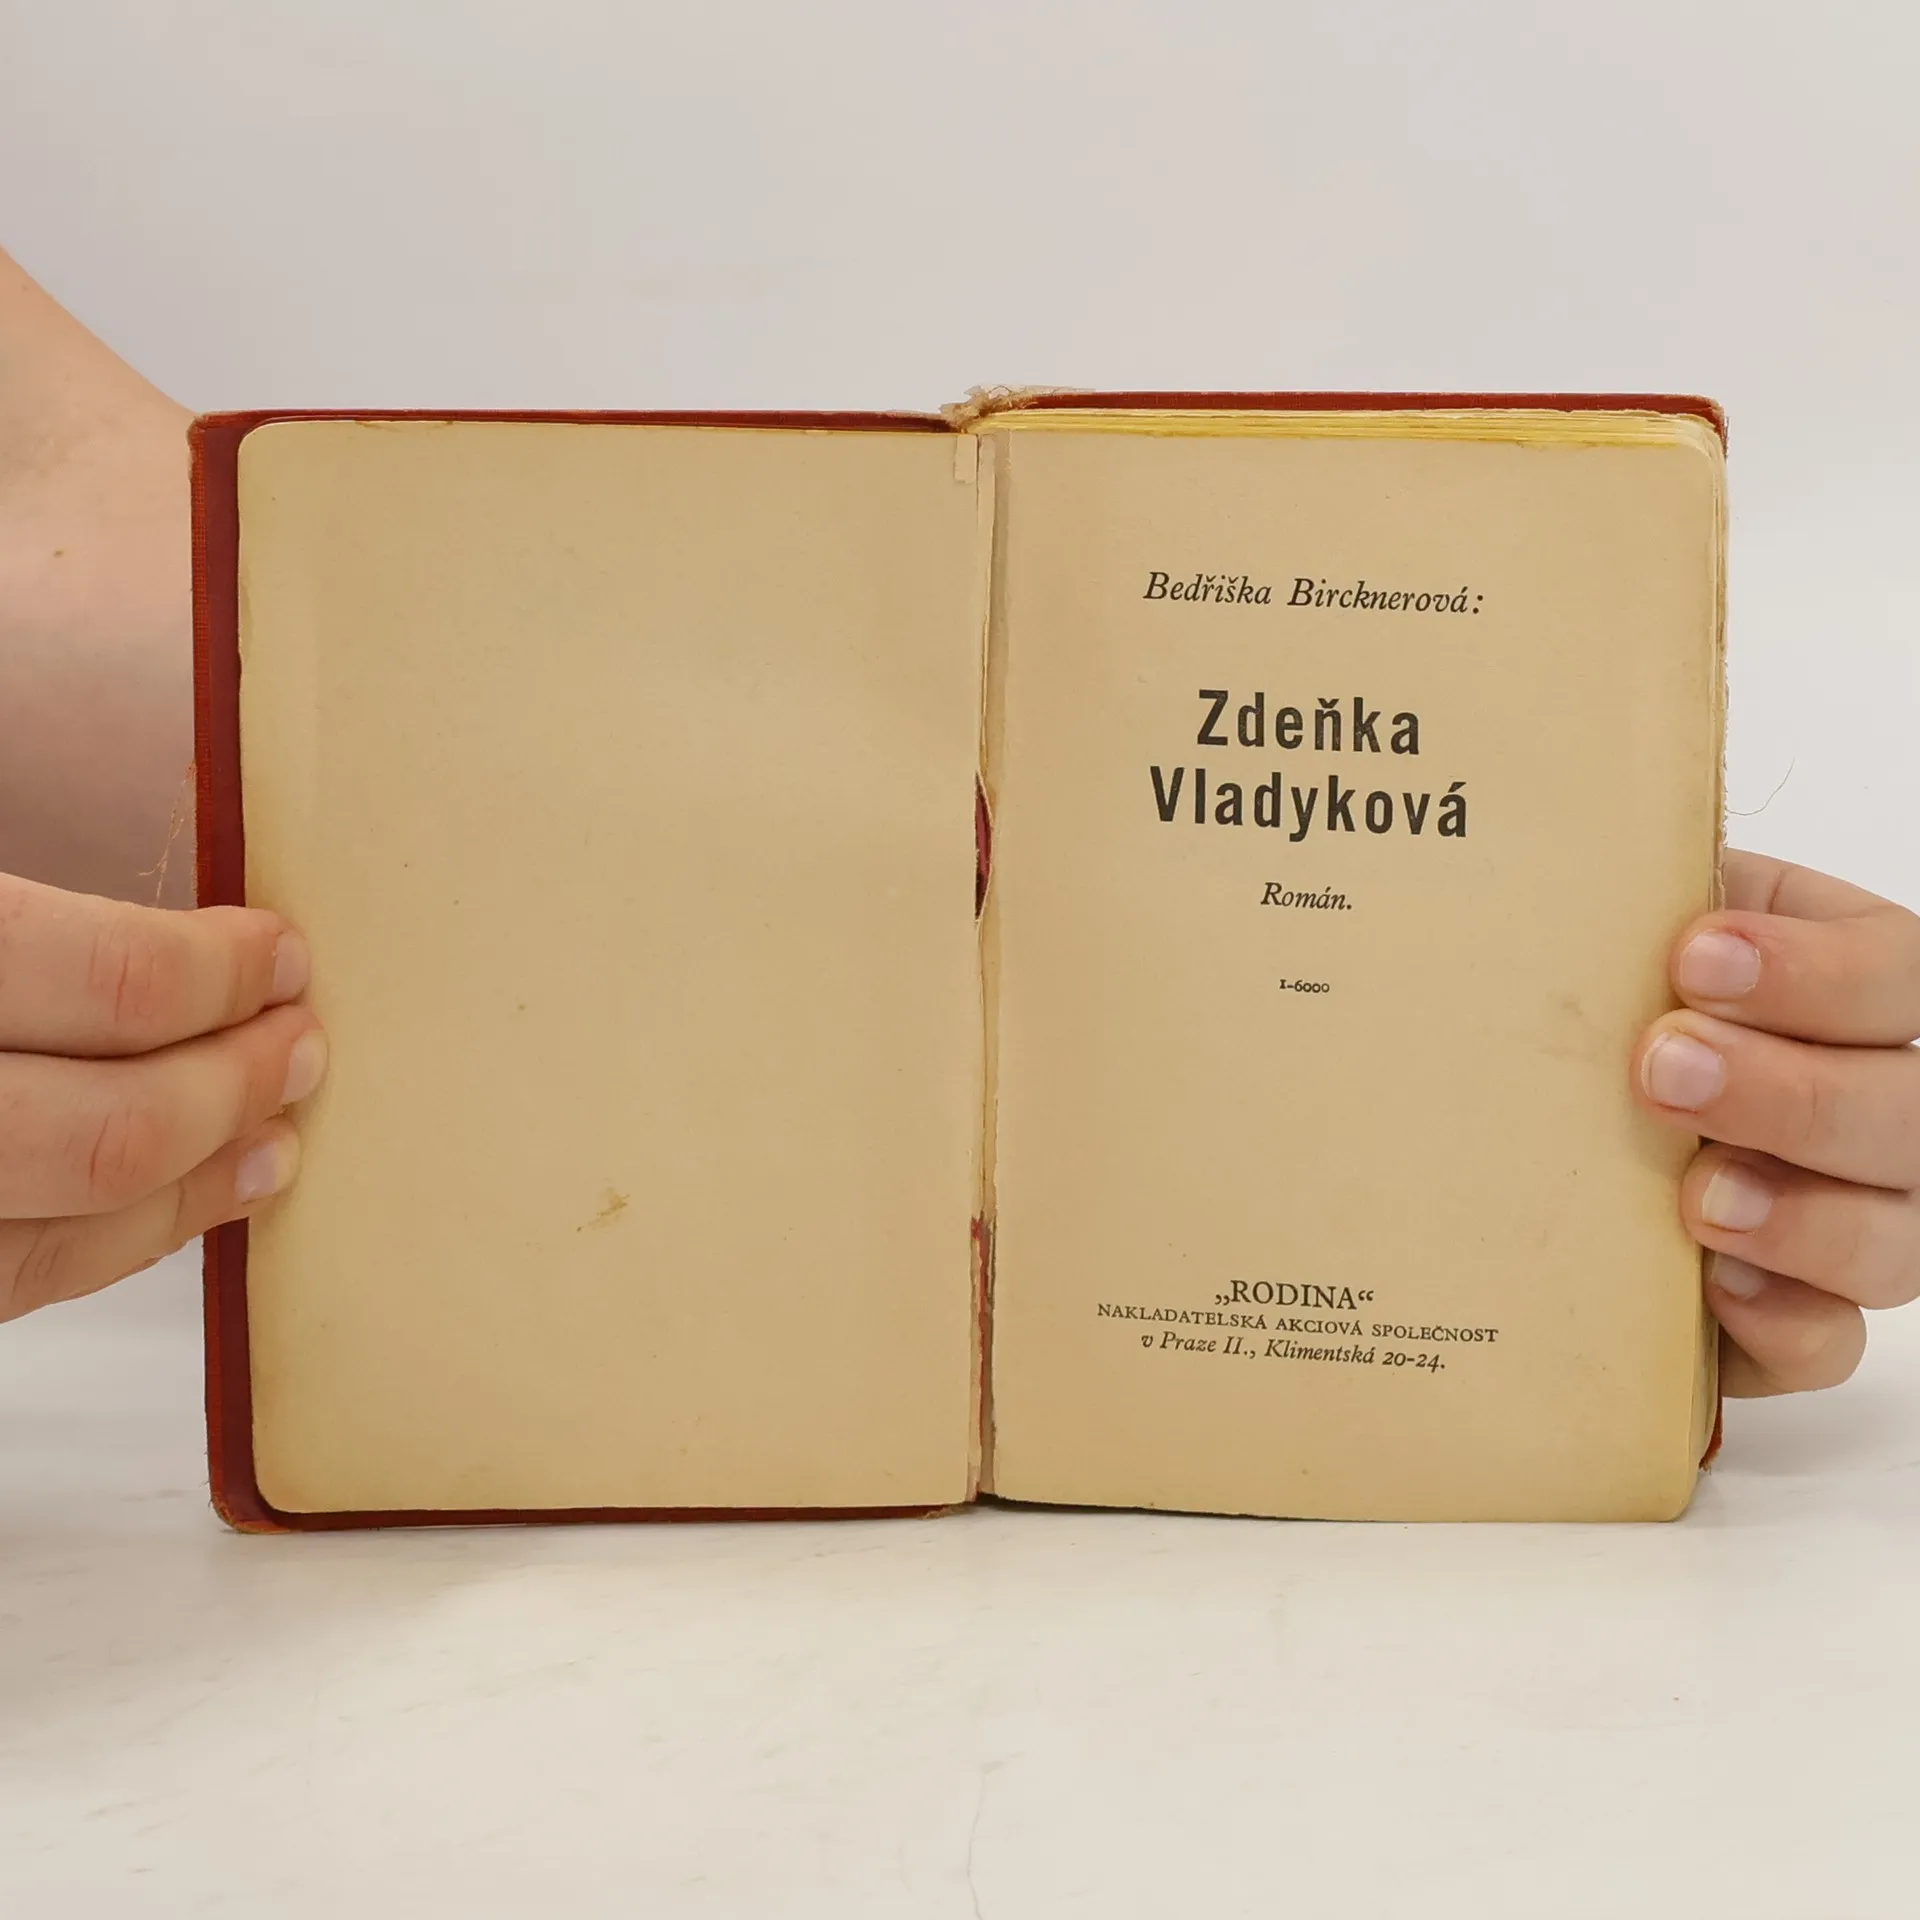 Bedřiška Bircknerová:
Zdeňka
Vladyková
Román.
1-6000
„RODINA“
NAKLADATELSKÁ AKCIOVÁ SPOLEČNOST
v Praze II., Klimentská 20-24.